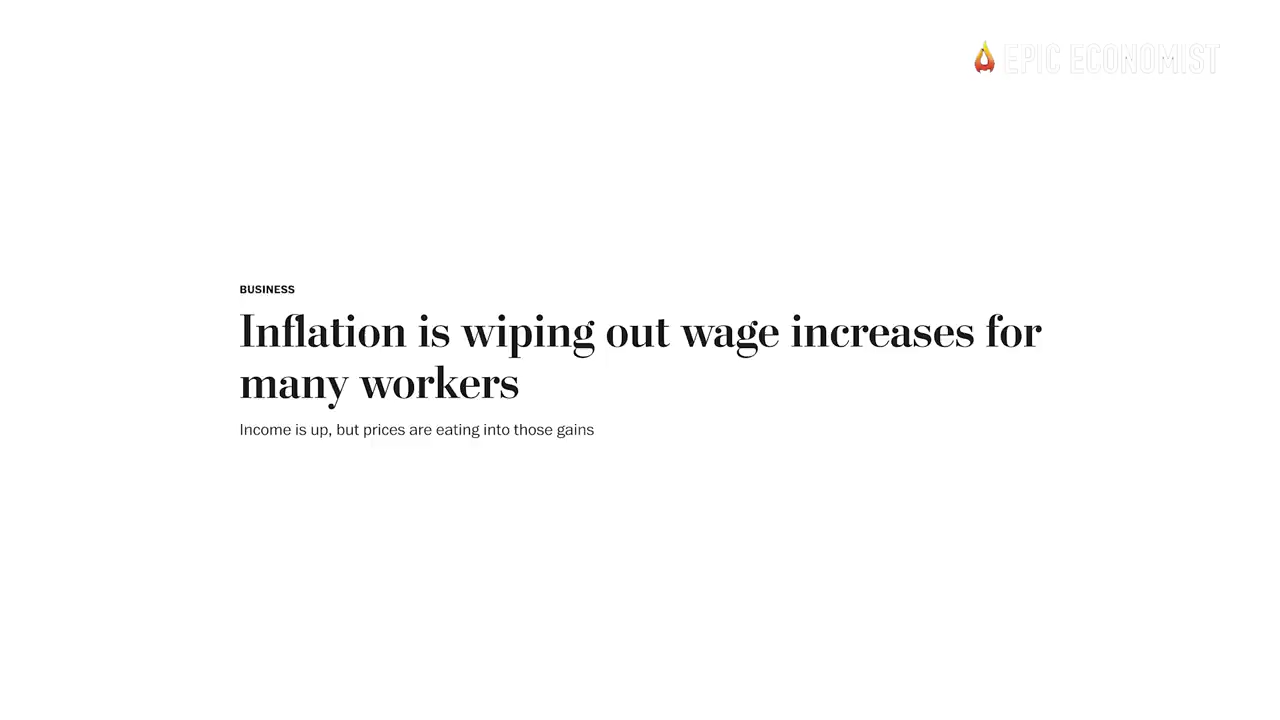 EPIC ECONOMIST
BUSINESS
Inflation is wiping out wage increases for
many workers
Income is up, but prices are eating into those gains